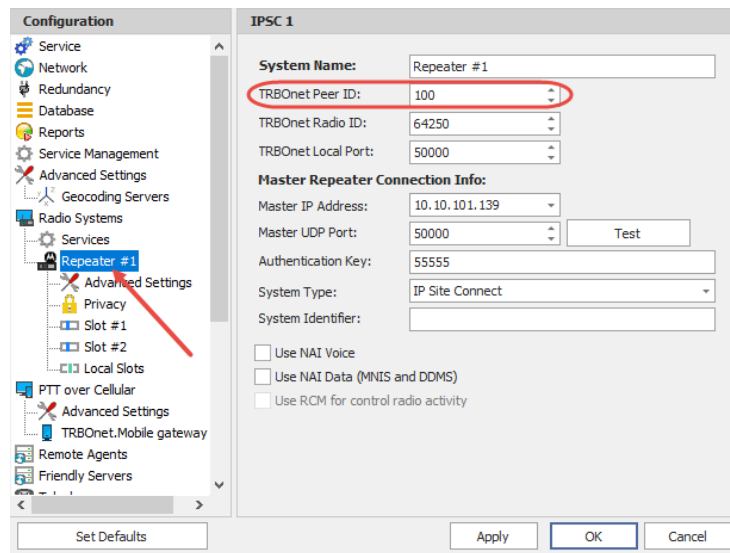 Configuration
Service
Network
Redundancy
Database
Reports
Service Management
Advanced Settings
Geocoding Servers
Radio Systems
Services
Repeater #1
Advanced Settings
Privacy
Slot #1
Slot #2
Local Slots
PTT over Cellular
Advanced Settings
TRBOnet.Mobile gateway
Remote Agents
Friendly Servers
Set Defaults
IPSC 1
System Name: Repeater #1
TRBOnet Peer ID: 100
TRBOnet Radio ID: 64250
TRBOnet Local Port: 50000
Master Repeater Connection Info:
Master IP Address: 10.10.101.139
Master UDP Port: 50000 Test
Authentication Key: 55555
System Type: IP Site Connect
System Identifier:
Use NAI Voice
Use NAI Data (MNIS and DDMS)
Use RCM for control radio activity
Apply OK Cancel